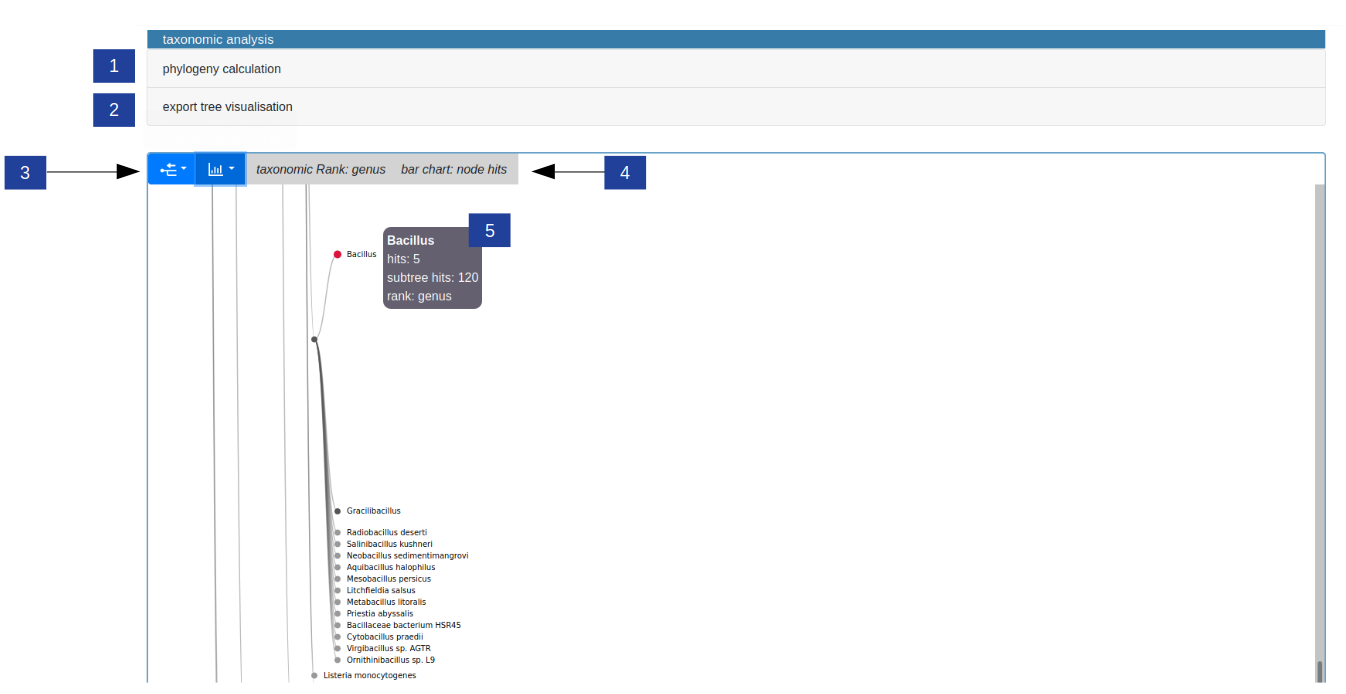 taxonomic analysis
1
phylogeny calculation
2
export tree visualisation
3
taxonomic Rank: genus bar chart: node hits
4
5
Bacillus
Bacillus
hits: 5
subtree hits: 120
rank: genus
Gracilibacillus
Radiobacillus deserti
Salinibacillus kushneri
Neobacillus sedimentimangrovi
Aquibacillus halophilus
Mesobacillus persicus
Litchfieldia salsus
Metabacillus litoralis
Priestia abyssalis
Bacillaceae bacterium HSR45
Cytobacillus praedii
Virgibacillus sp. AGTR
Ornithinibacillus sp. L9
Listeria monocytogenes